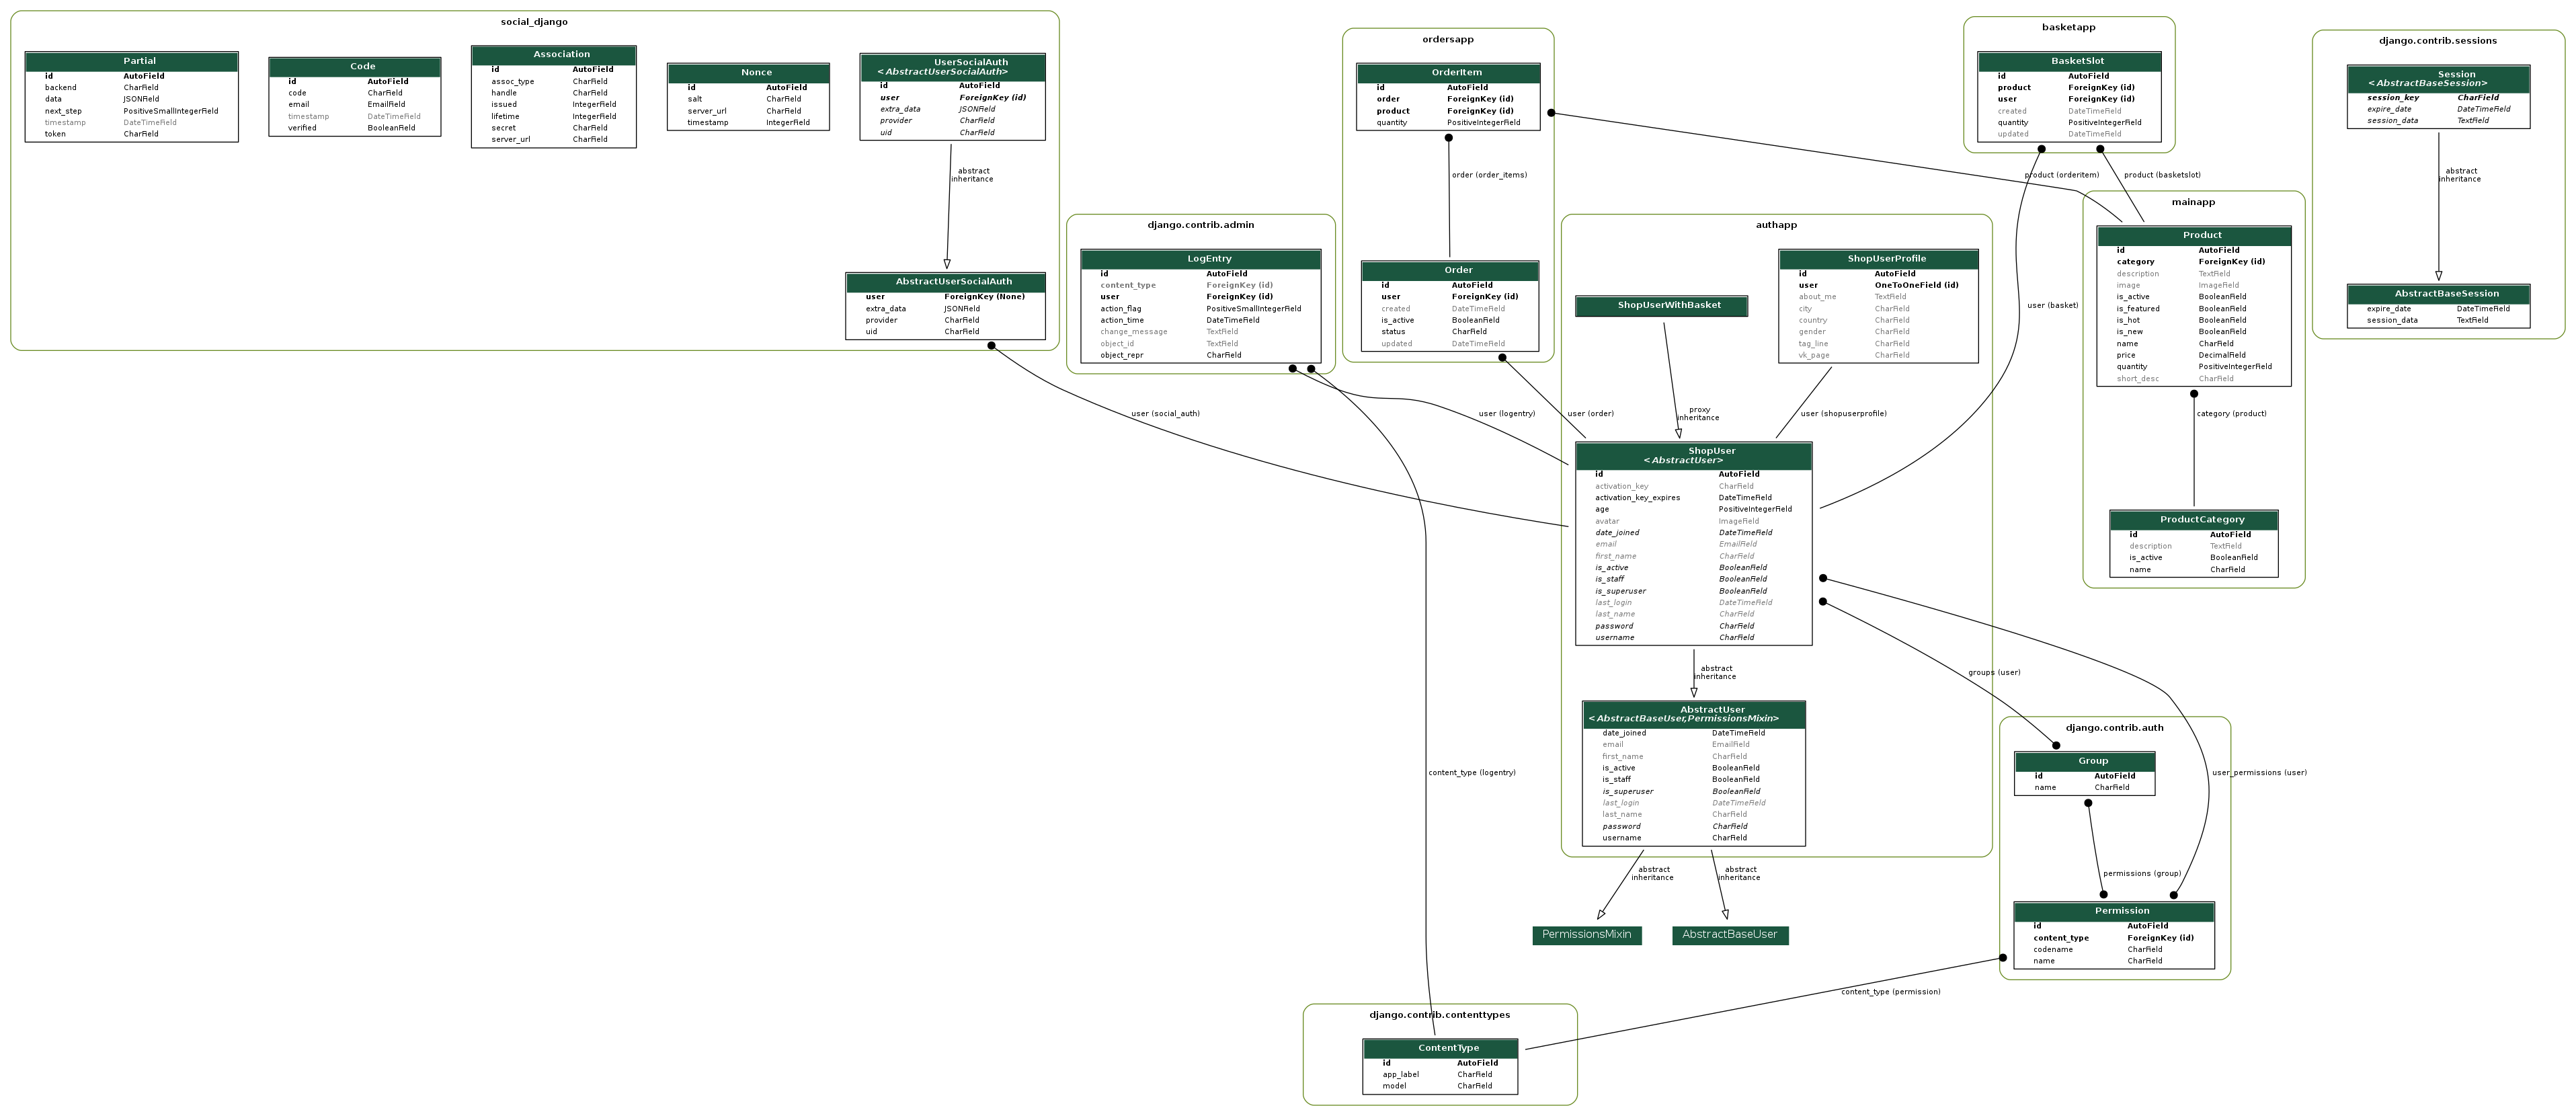 social_django
Partial
id AutoField
backend CharField
data JSONField
next_step PositiveSmallIntegerField
timestamp DateTimeField
token CharField
Code
id AutoField
code CharField
email EmailField
timestamp DateTimeField
verified BooleanField
Association
id AutoField
assoc_type CharField
handle CharField
issued IntegerField
lifetime IntegerField
secret CharField
server_url CharField
Nonce
id AutoField
salt CharField
server_url CharField
timestamp IntegerField
UserSocialAuth
<AbstractUserSocialAuth>
id AutoField
user ForeignKey (id)
extra_data JSONField
provider CharField
uid CharField
abstract
inheritance
AbstractUserSocialAuth
user ForeignKey (None)
extra_data JSONField
provider CharField
uid CharField
user (social_auth)
django.contrib.admin
LogEntry
id AutoField
content_type ForeignKey (id)
user ForeignKey (id)
action_flag PositiveSmallIntegerField
action_time DateTimeField
change_message TextField
object_id TextField
object_repr CharField
user (logentry)
content_type (logentry)
ordersapp
OrderItem
id AutoField
order ForeignKey (id)
product ForeignKey (id)
quantity PositiveIntegerField
order (order_items)
Order
id AutoField
user ForeignKey (id)
created DateTimeField
is_active BooleanField
status CharField
updated DateTimeField
user (order)
authapp
ShopUserWithBasket
proxy
inheritance
ShopUserProfile
id AutoField
user OneToOneField (id)
about_me TextField
city CharField
country CharField
gender CharField
tag_line CharField
vk_page CharField
user (shopuserprofile)
ShopUser
<AbstractUser>
id AutoField
activation_key CharField
activation_key_expires DateTimeField
age PositiveIntegerField
avatar ImageField
date_joined DateTimeField
email EmailField
first_name CharField
is_active BooleanField
is_staff BooleanField
is_superuser BooleanField
last_login DateTimeField
last_name CharField
password CharField
username CharField
abstract
inheritance
AbstractUser
<AbstractBaseUser,PermissionsMixin>
date_joined DateTimeField
email EmailField
first_name CharField
is_active BooleanField
is_staff BooleanField
is_superuser BooleanField
last_login DateTimeField
last_name CharField
password CharField
username CharField
abstract
inheritance
abstract
inheritance
PermissionsMixin
AbstractBaseUser
basketapp
BasketSlot
id AutoField
product ForeignKey (id)
user ForeignKey (id)
created DateTimeField
quantity PositiveIntegerField
updated DateTimeField
product (orderitem)
product (basketslot)
user (basket)
mainapp
Product
id AutoField
category ForeignKey (id)
description TextField
image ImageField
is_active BooleanField
is_featured BooleanField
is_hot BooleanField
is_new BooleanField
name CharField
price DecimalField
quantity PositiveIntegerField
short_desc CharField
category (product)
ProductCategory
id AutoField
description TextField
is_active BooleanField
name CharField
django.contrib.sessions
Session
<AbstractBaseSession>
session_key CharField
expire_date DateTimeField
session_data TextField
abstract
inheritance
AbstractBaseSession
expire_date DateTimeField
session_data TextField
groups (user)
user_permissions (user)
django.contrib.auth
Group
id AutoField
name CharField
permissions (group)
Permission
id AutoField
content_type ForeignKey (id)
codename CharField
name CharField
content_type (permission)
django.contrib.contenttypes
ContentType
id AutoField
app_label CharField
model CharField